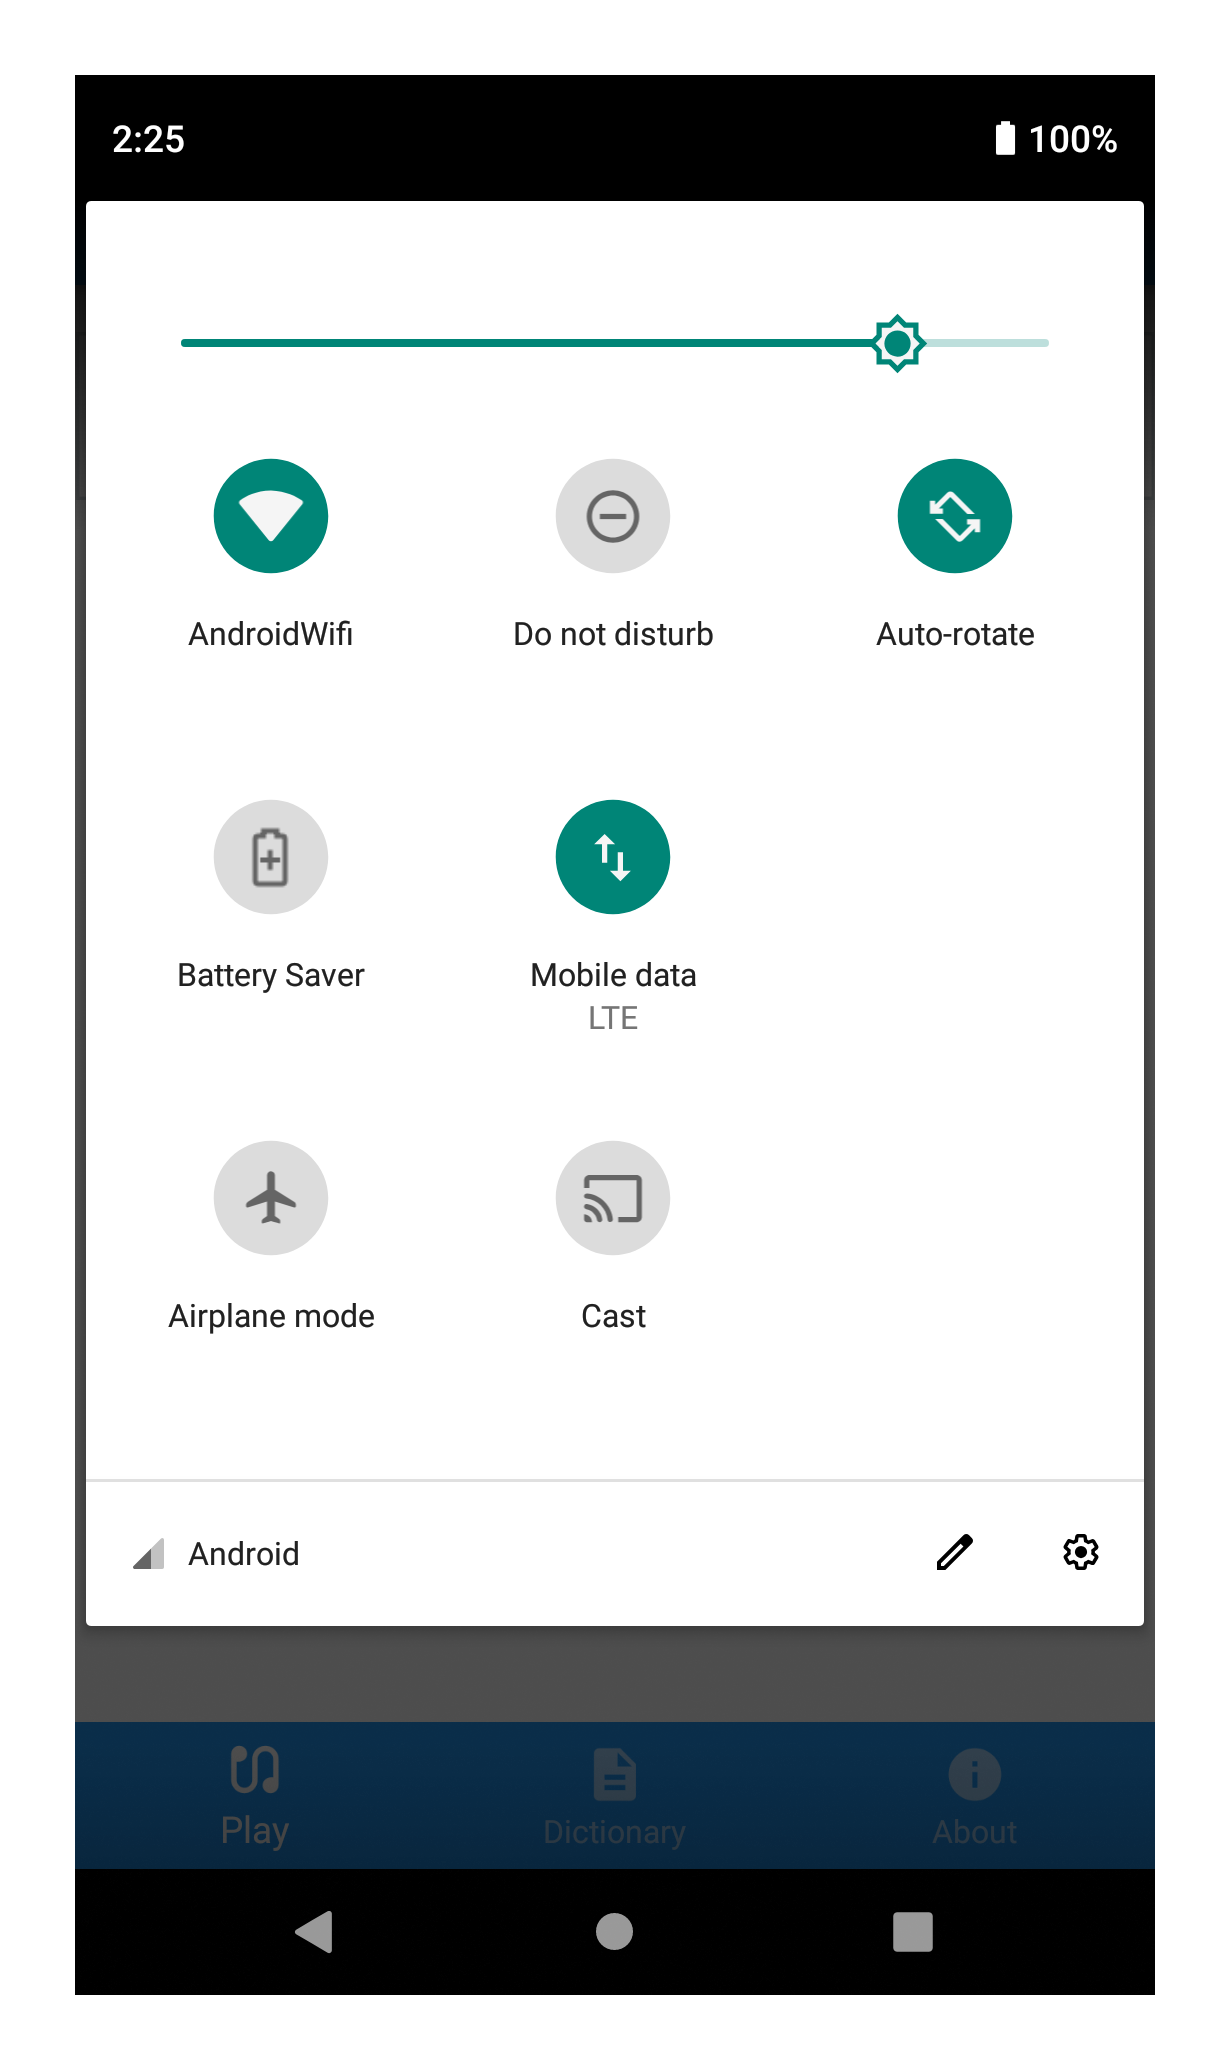 2:25
100%
AndroidWifi
Do not disturb
Auto-rotate
Battery Saver
Mobile data
LTE
Airplane mode
Cast
Android
Play
Dictionary
About